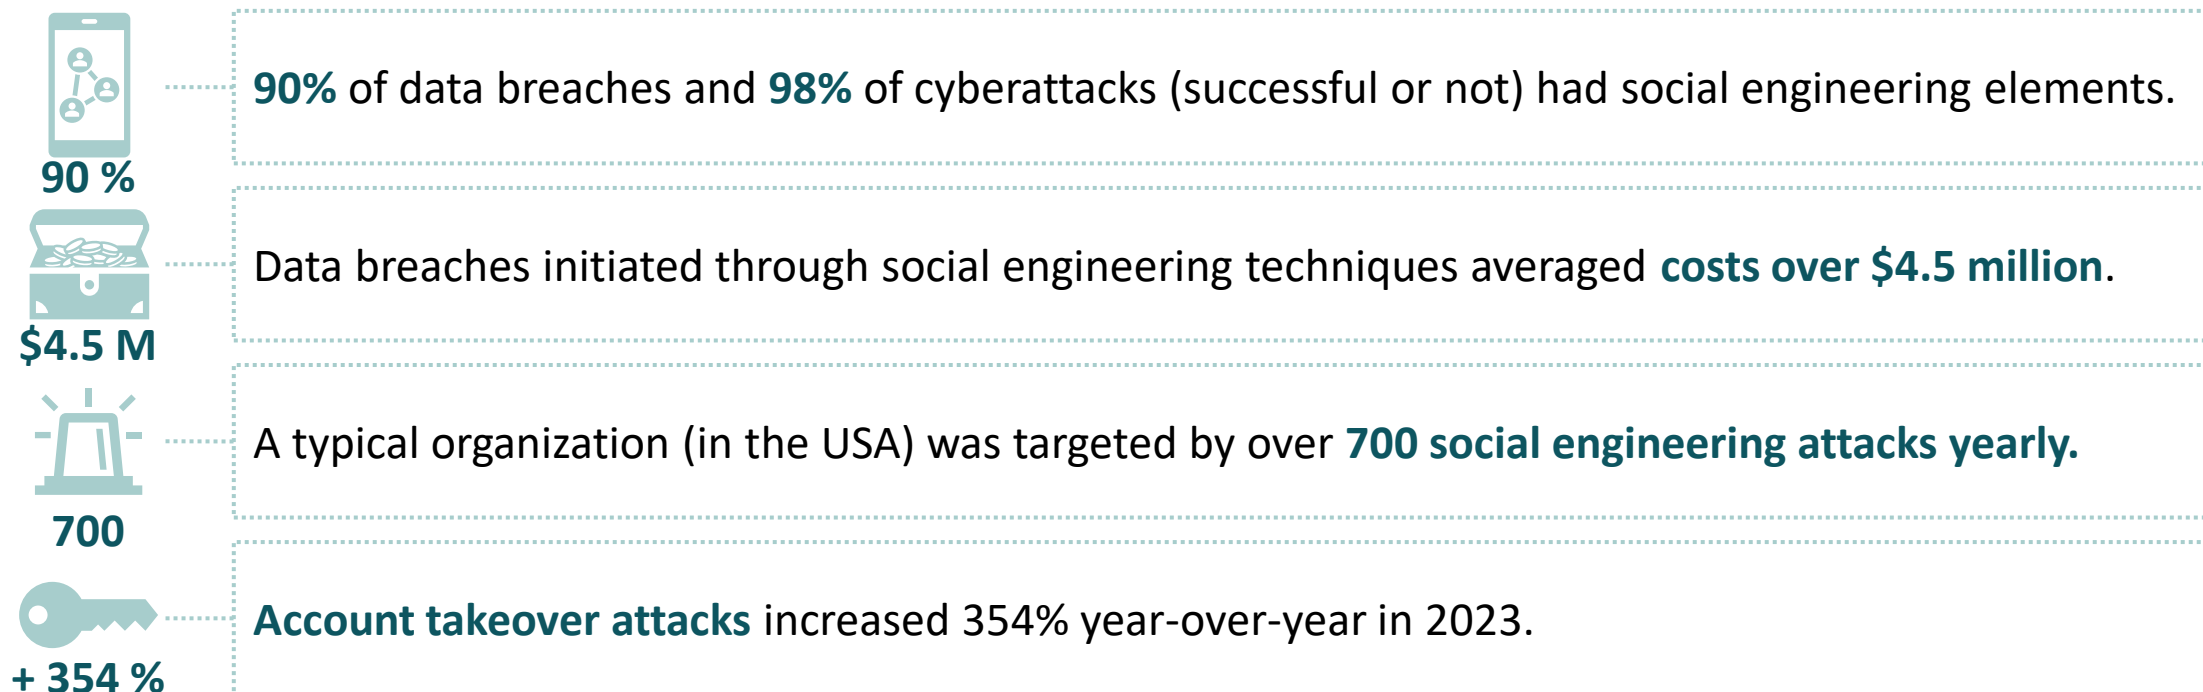 90% of data breaches and 98% of cyberattacks (successful or not) had social engineering elements.
90 %
Data breaches initiated through social engineering techniques averaged costs over $4.5 million.
$4.5 M
A typical organization (in the USA) was targeted by over 700 social engineering attacks yearly.
700
Account takeover attacks increased 354% year-over-year in 2023.
+ 354 %